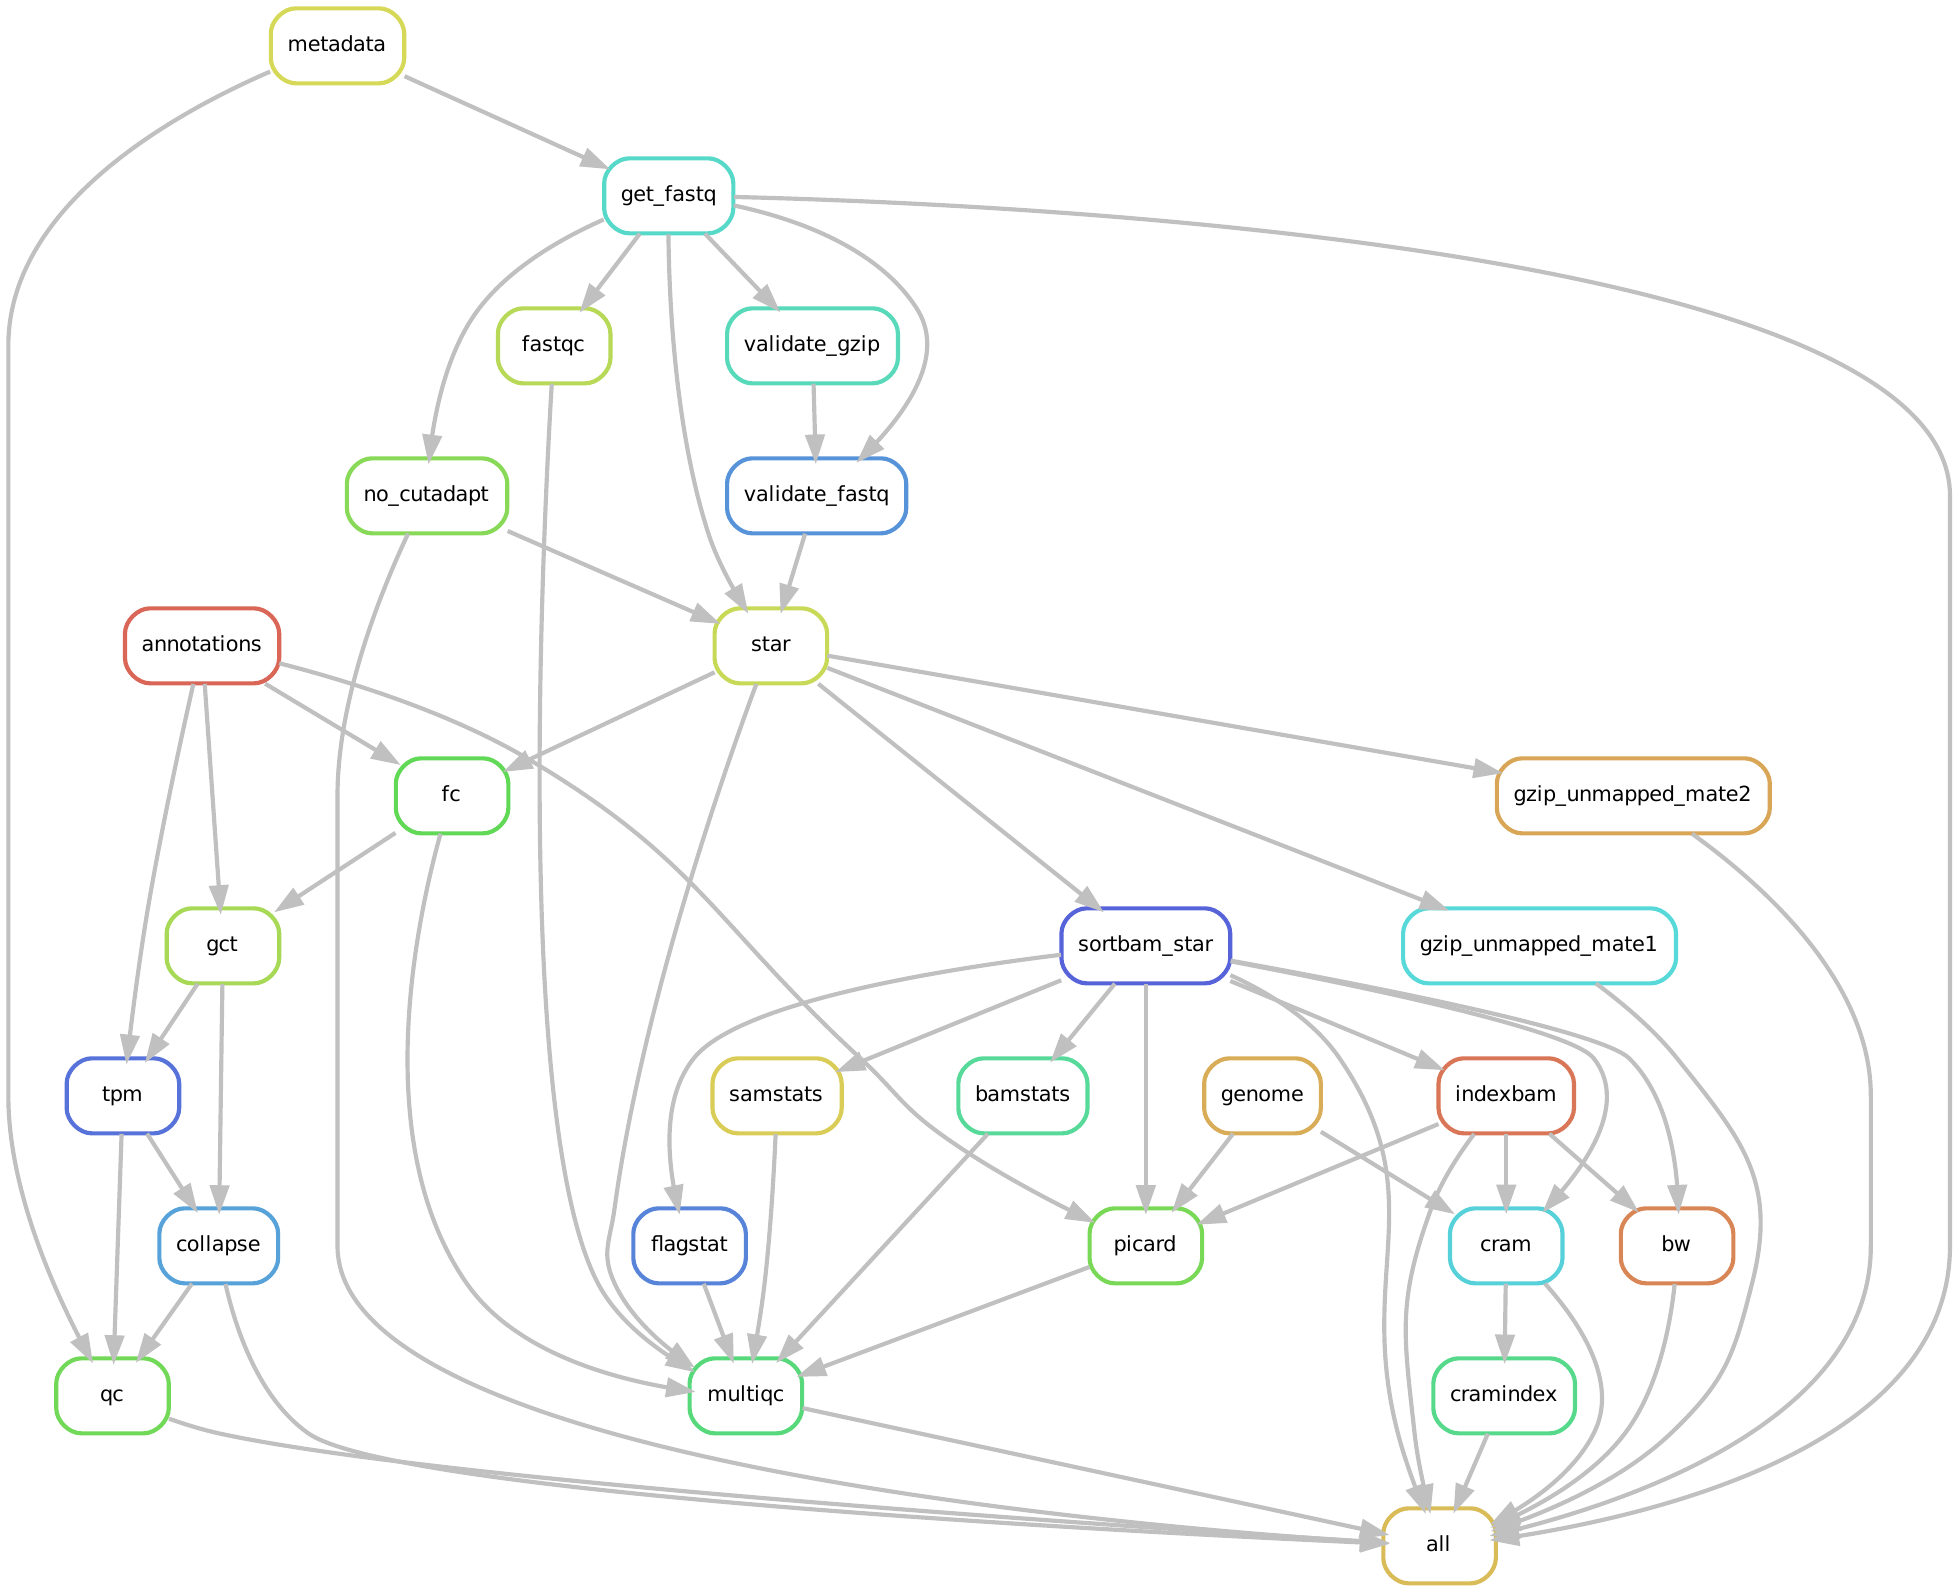 metadata
get_fastq
fastqc
validate_gzip
no_cutadapt
validate_fastq
annotations
star
fc
gzip_unmapped_mate2
gct
sortbam_star
gzip_unmapped_mate1
tpm
samstats
bamstats
genome
indexbam
collapse
flagstat
picard
cram
bw
qc
multiqc
cramindex
all